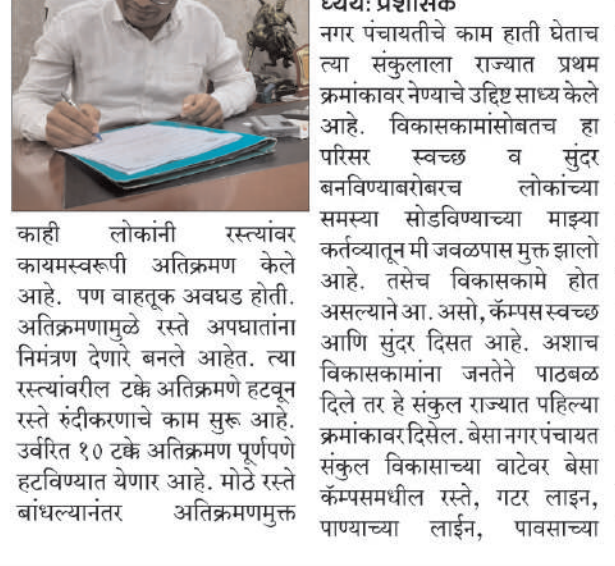 काही लोकांनी रस्त्यांवर
कायमस्वरूपी अतिक्रमण केले
आहे. पण वाहतूक अवघड होती.
अतिक्रमणामुळे रस्ते अपघातांना
निमंत्रण देणारे बनले आहेत. त्या
रस्त्यांवरील टक्के अतिक्रमणे हटवून
रस्ते रुंदीकरणाचे काम सुरू आहे.
उर्वरित १० टक्के अतिक्रमण पूर्णपणे
हटविण्यात येणार आहे. मोठे रस्ते
बांधल्यानंतर अतिक्रमणमुक्त
ध्येय: प्रशासक
नगर पंचायतीचे काम हाती घेताच
त्या संकुलाला राज्यात प्रथम
क्रमांकावर नेण्याचे उद्दिष्ट साध्य केले
आहे. विकासकामांसोबतच हा
परिसर स्वच्छ व सुंदर
बनविण्याबरोबरच लोकांच्या
समस्या सोडविण्याच्या माझ्या
कर्तव्यातून मी जवळपास मुक्त झालो
आहे. तसेच विकासकामे होत
असल्याने आ. असो, कॅम्पस स्वच्छ
आणि सुंदर दिसत आहे. अशाच
विकासकामांना जनतेने पाठबळ
दिले तर हे संकुल राज्यात पहिल्या
क्रमांकावर दिसेल. बेसा नगर पंचायत
संकुल विकासाच्या वाटेवर बेसा
कॅम्पसमधील रस्ते, गटर लाइन,
पाण्याच्या लाईन, पावसाच्या